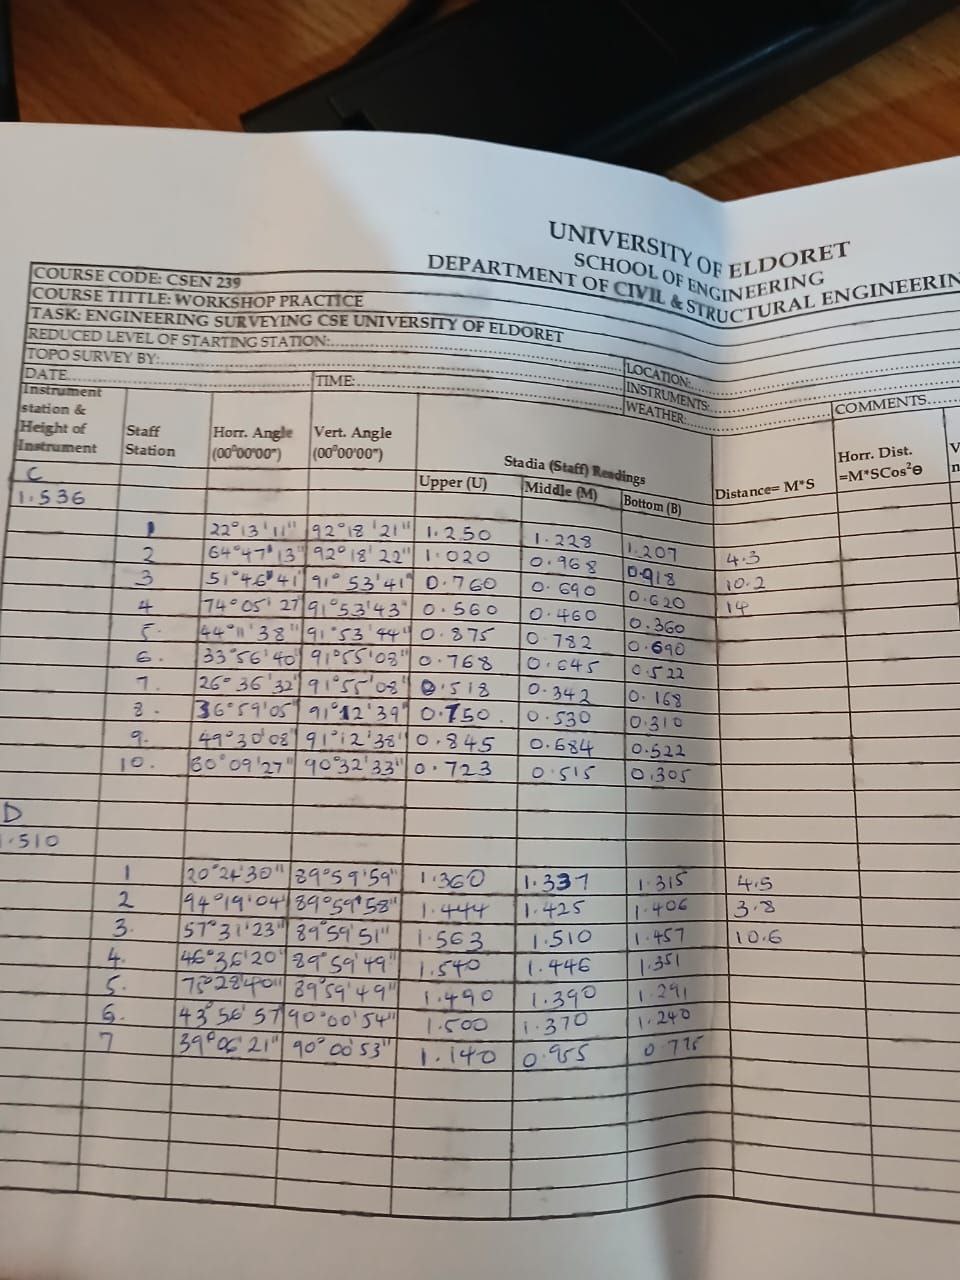 UNIVERSITY OF ELDORET
SCHOOL OF ENGINEERING
DEPARTMENT OF CIVIL & STRUCTURAL ENGINEERIN
COURSE CODE: CSEN 239
COURSE TITTLE: WORKSHOP PRACTICE
TASK: ENGINEERING SURVEYING CSE UNIVERSITY OF ELDORET
REDUCED LEVEL OF STARTING STATION:
TOPO SURVEY BY: LOCATION:
DATE TIME: INSTRUMENTS:
WEATHER: COMMENTS
Instrument station & Height of Instrument Staff Station Horr. Angle (00°00'00") Vert. Angle (00°00'00") Stadia (Staff) Readings Distance= M*S Horr. Dist. =M*SCos²Ɵ
Upper (U) Middle (M) Bottom (B)
C
1.536
1 22°13'11" 92°18'21" 1.250 1.228 1.207 4.3
2 64°47'13" 92°18'22" 1.020 0.968 0.918 10.2
3 51°46'41" 91°53'41" 0.760 0.690 0.620 14
4 74°05'27" 91°53'43" 0.560 0.460 0.360
5. 44°11'38" 91°53'44" 0.875 0.782 0.690
6. 33°56'40" 91°55'08" 0.768 0.645 0.522
7. 26°36'32" 91°55'08" 0.518 0.342 0.168
8. 36°59'05" 91°12'39" 0.750. 0.530 0.310
9. 49°30'08" 91°12'38" 0.845 0.684 0.522
10. 60°09'27" 90°32'33" 0.723 0.515 0.305
D
1.510
1 20°24'30" 89°59'59" 1.360 1.337 1.315 4.5
2 94°19'04" 89°59'58" 1.444 1.425 1.406 3.8
3. 57°31'23" 89°59'51" 1.563 1.510 1.457 10.6
4. 46°36'20" 89°59'49" 1.540 1.446 1.351
5. 75°28'40" 89°59'49" 1.490 1.390 1.291
6. 43°56'57" 90°00'54" 1.500 1.370 1.240
7 39°06'21" 90°00'53" 1.140 0.955